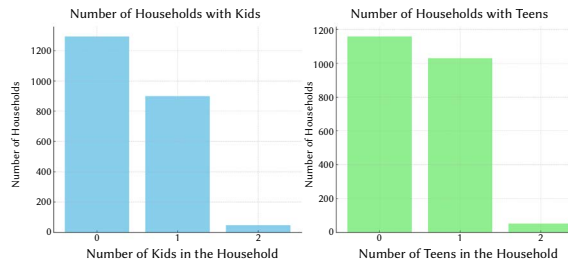 Number of Households with Kids
Number of Households
1200
1000
800
600
400
200
0
0 1 2
Number of Kids in the Household
Number of Households with Teens
Number of Households
1200
1000
800
600
400
200
0
0 1 2
Number of Teens in the Household